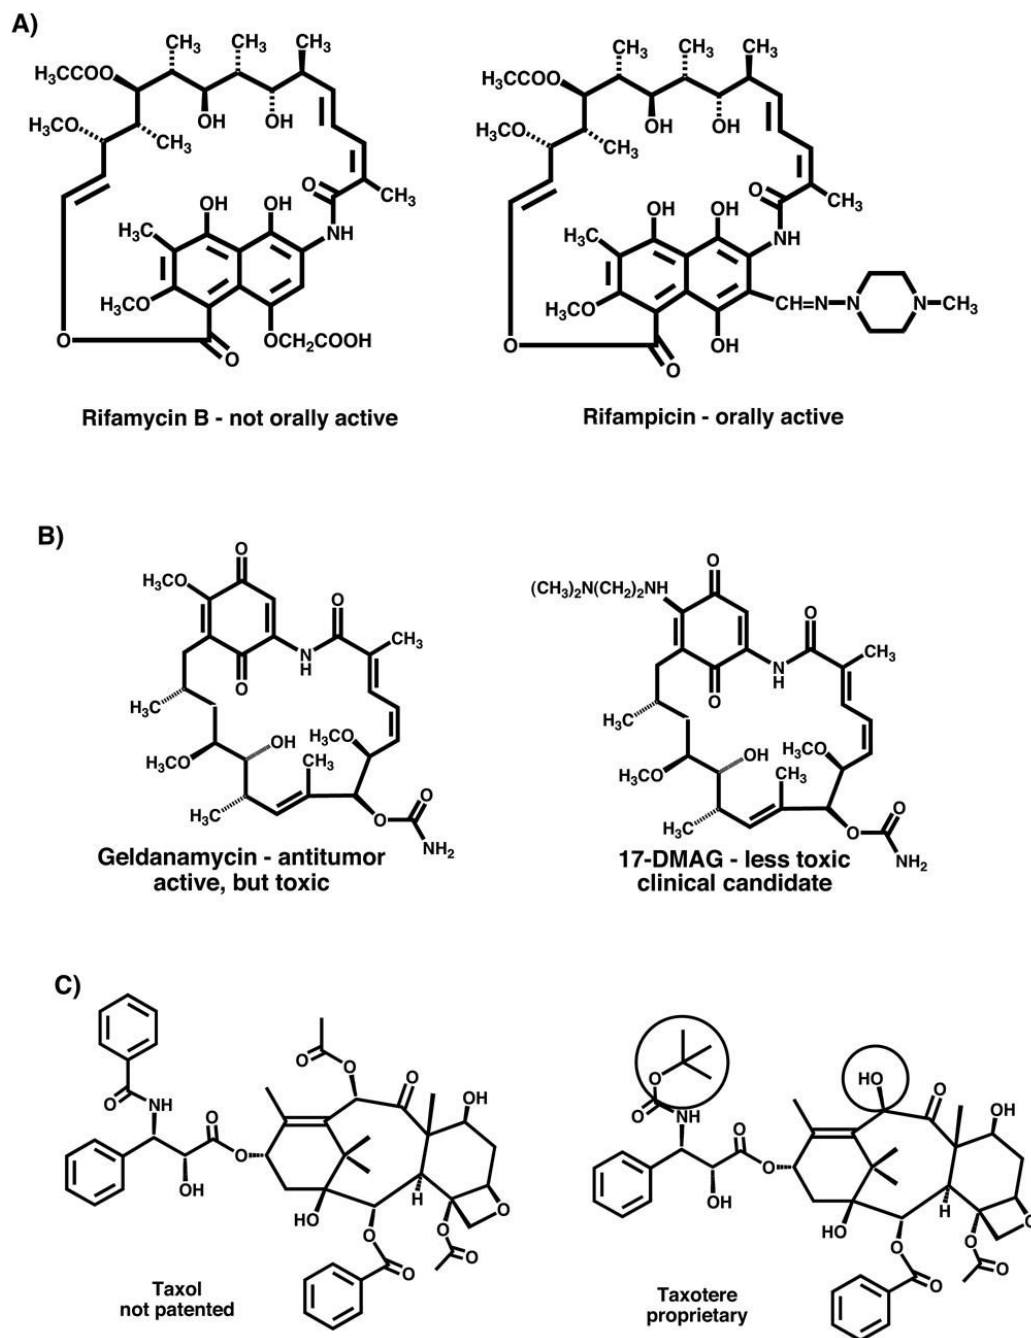 A)
CH₃ CH₃ CH₃
H₃CCOO
H₃CO
CH₃
OH OH
O
CH₃
OH OH
NH
H₃C
H₃CO
O
O
OCH₂COOH
Rifamycin B - not orally active
CH₃ CH₃ CH₃
H₃CCOO
H₃CO
CH₃
OH OH
O
CH₃
OH OH
NH
H₃C
H₃CO
CH=N N N CH₃
O
OH
O
Rifampicin - orally active
B)
O
H₃CO
O
CH₃
N
H
O
H₃C
H₃CO
OH
H₃CO
CH₃
H₃C
O
O
NH₂
Geldanamycin - antitumor
active, but toxic
O
(CH₃)₂N(CH₂)₂NH
O
CH₃
N
H
O
H₃C
H₃CO
OH
H₃CO
CH₃
H₃C
O
O
NH₂
17-DMAG - less toxic
clinical candidate
C)
O
O
O
O
NH
OH
O
O
OH
HO
H
O
O
O
O
O
Taxol
not patented
O
O
NH
HO
O
OH
O
O
OH
HO
H
O
O
O
O
O
Taxotere
proprietary